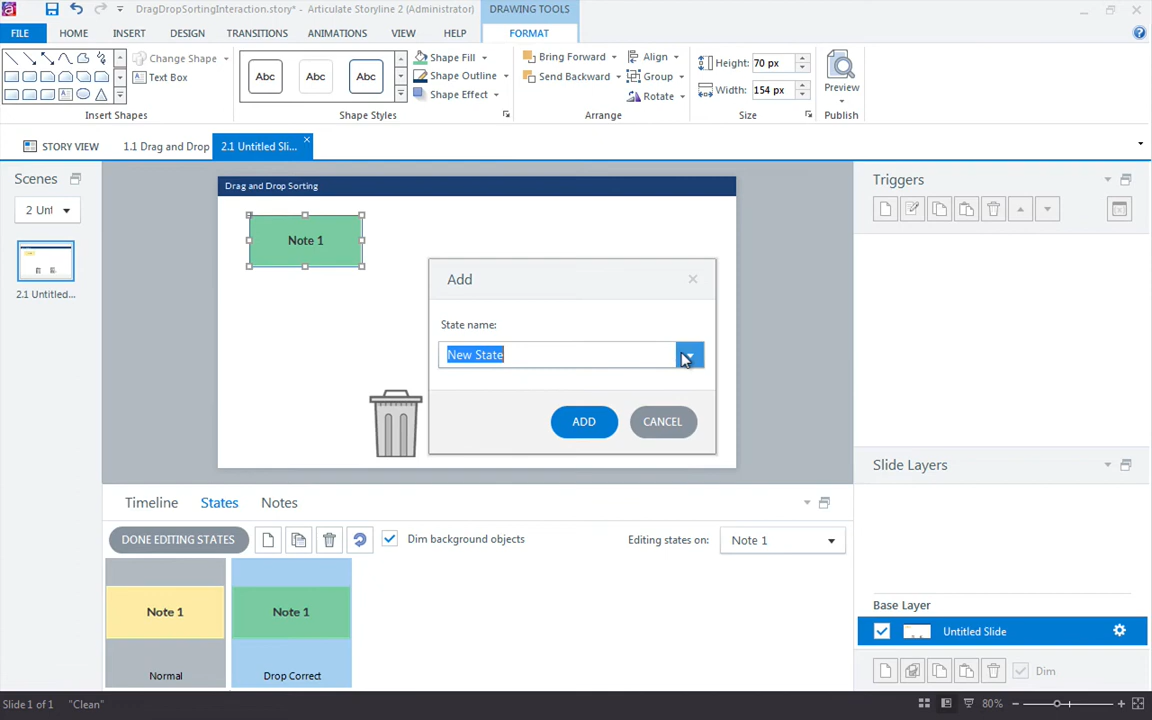 DragDropSortingInteraction.story* - Articulate Storyline 2 (Administrator)
DRAWING TOOLS
FILE
HOME
INSERT
DESIGN
TRANSITIONS
ANIMATIONS
VIEW
HELP
FORMAT
Change Shape
Text Box
Insert Shapes
Abc
Abc
Abc
Shape Fill
Shape Outline
Shape Effect
Shape Styles
Bring Forward
Send Backward
Align
Group
Rotate
Arrange
Height: 70 px
Width: 154 px
Size
Preview
Publish
STORY VIEW
1.1 Drag and Drop
2.1 Untitled Sli...
Scenes
2 Unt
2.1 Untitled...
Drag and Drop Sorting
Note 1
Add
State name:
New State
ADD
CANCEL
Triggers
Slide Layers
Base Layer
Untitled Slide
Dim
Timeline
States
Notes
DONE EDITING STATES
Dim background objects
Editing states on:
Note 1
Note 1
Note 1
Normal
Drop Correct
Slide 1 of 1
"Clean"
80%